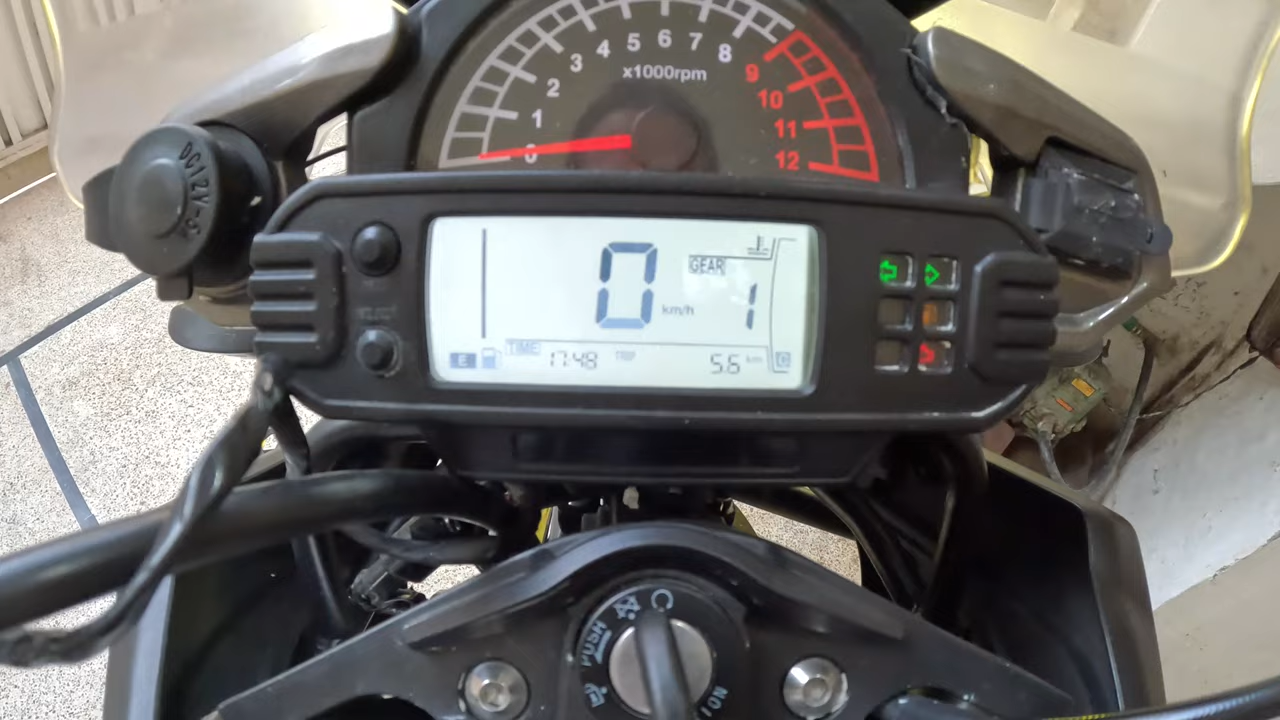 0 1 2 3 4 5 6 7 8 9 10 11 12
x1000rpm
DC12V-5
0 km/h
GEAR
1
E
TIME
17:48
TRIP
5.6 km
C
PUSH